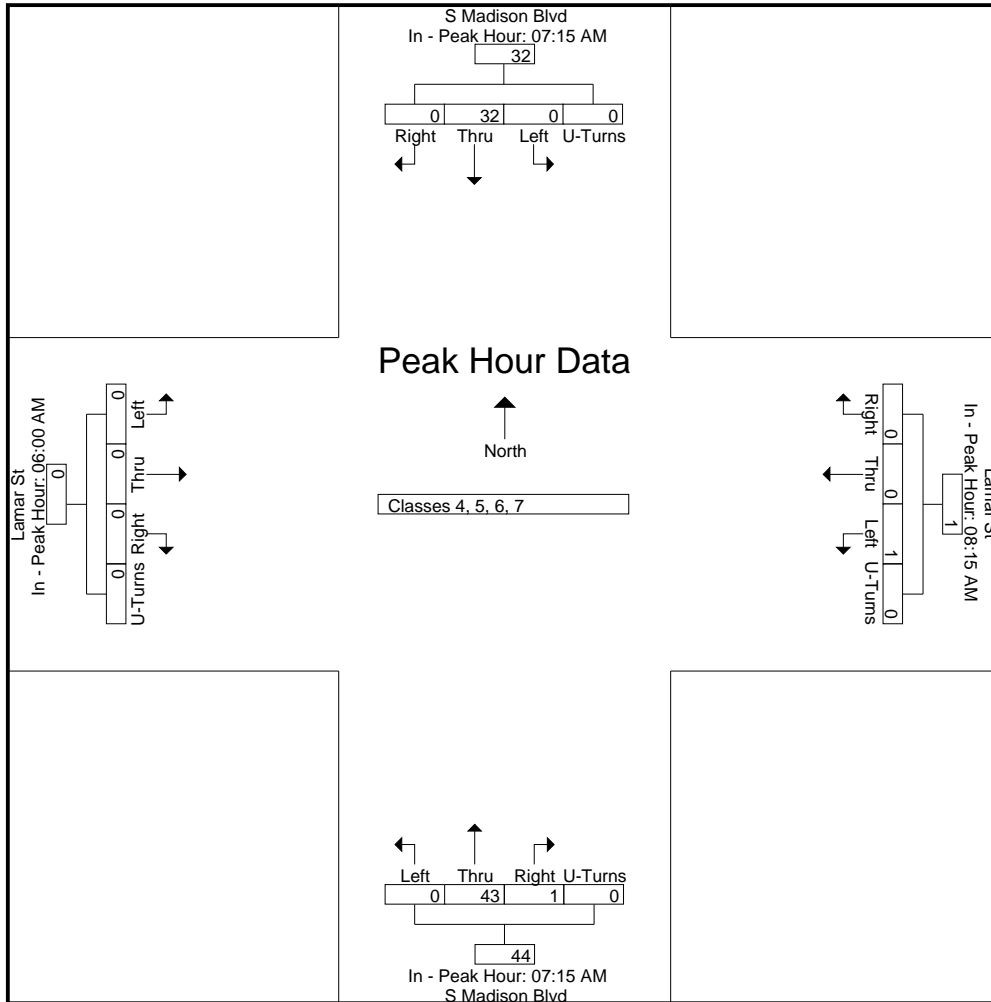 S Madison Blvd
In - Peak Hour: 07:15 AM
32
0 32 0 0
Right Thru Left U-Turns
Peak Hour Data
North
Classes 4, 5, 6, 7
Lamar St
In - Peak Hour: 06:00 AM
0
0 0 0 0
Left Thru Right U-Turns
Lamar St
In - Peak Hour: 08:15 AM
1
0 0 1 0
Right Thru Left U-Turns
Left Thru Right U-Turns
0 43 1 0
44
In - Peak Hour: 07:15 AM
S Madison Blvd